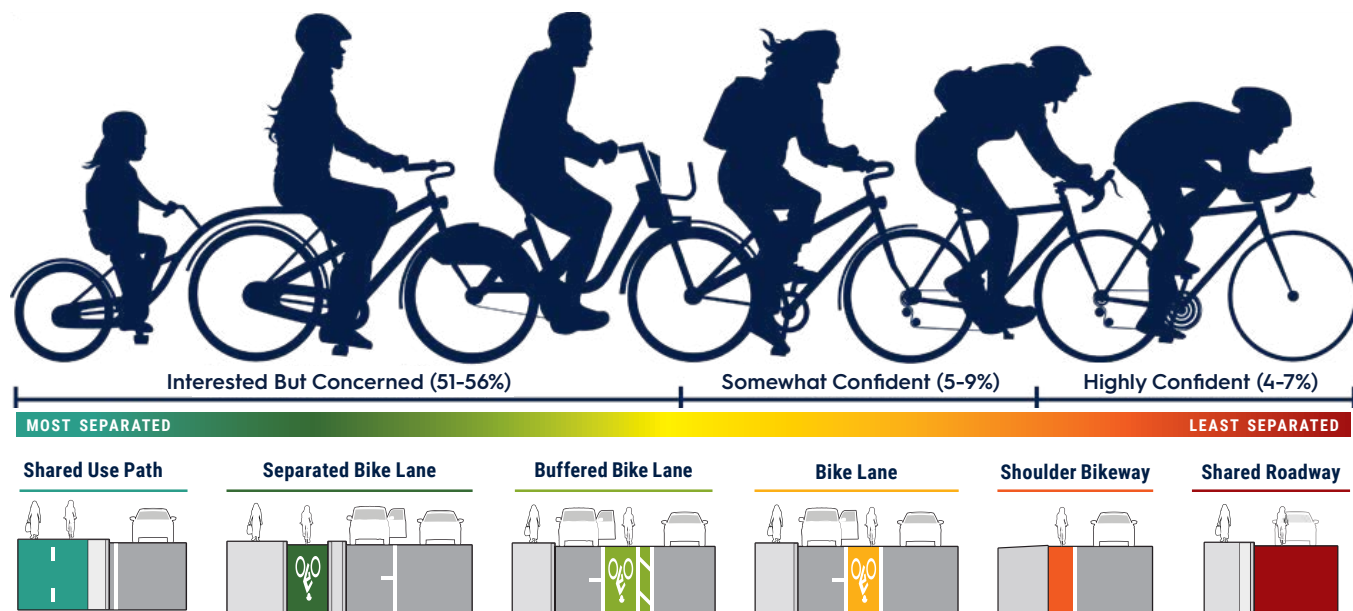 Interested But Concerned (51-56%)
Somewhat Confident (5-9%)
Highly Confident (4-7%)
MOST SEPARATED
LEAST SEPARATED
Shared Use Path
Separated Bike Lane
Buffered Bike Lane
Bike Lane
Shoulder Bikeway
Shared Roadway